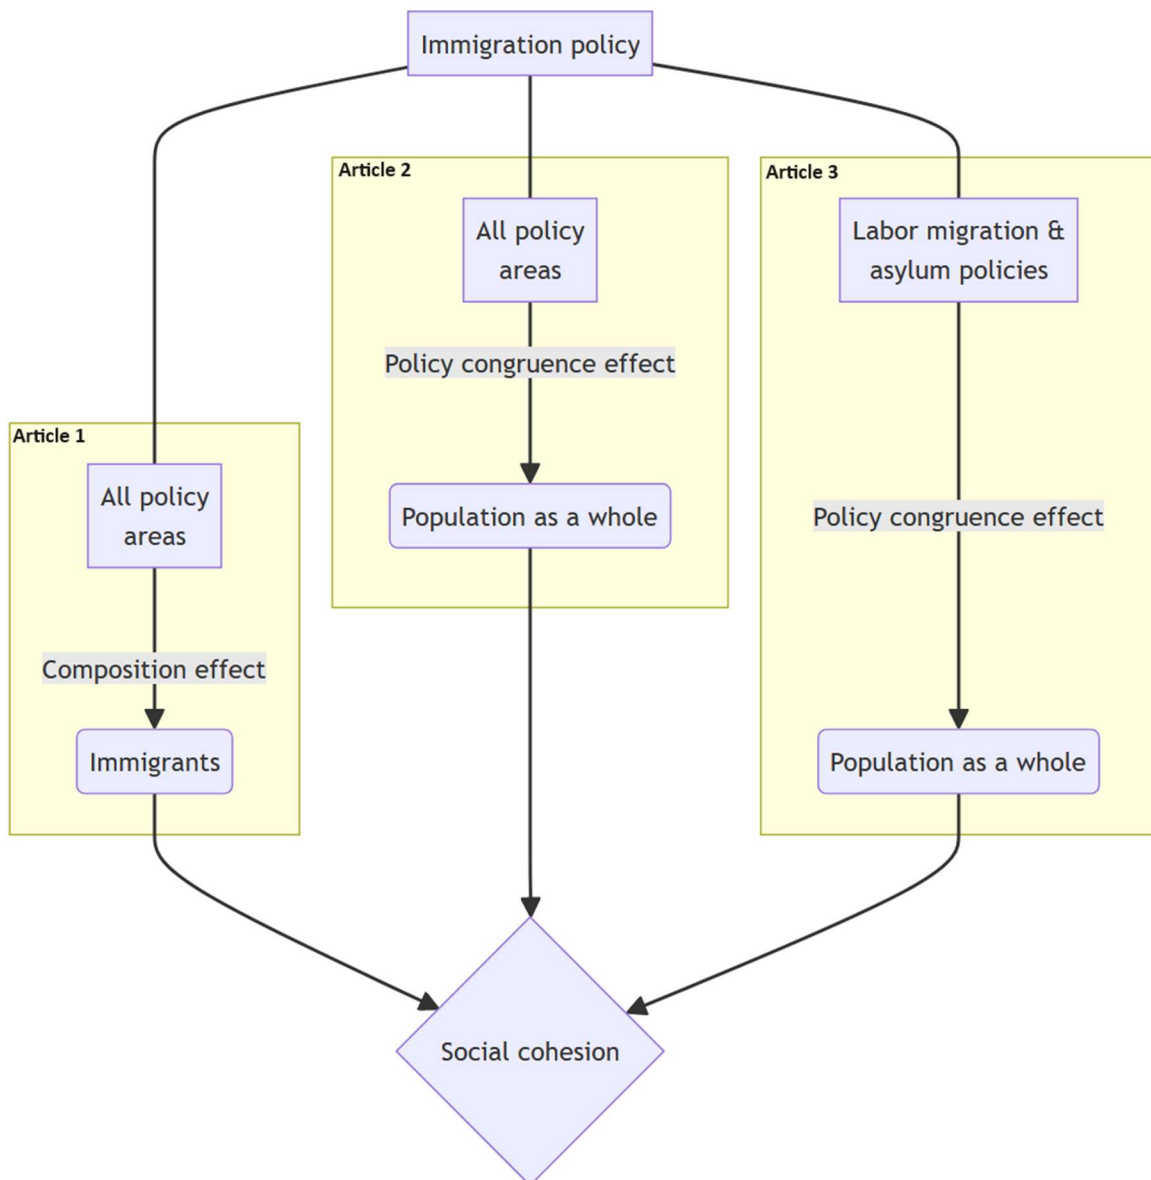 Immigration policy
Article 1
All policy
areas
Composition effect
Immigrants
Article 2
All policy
areas
Policy congruence effect
Population as a whole
Article 3
Labor migration &
asylum policies
Policy congruence effect
Population as a whole
Social cohesion